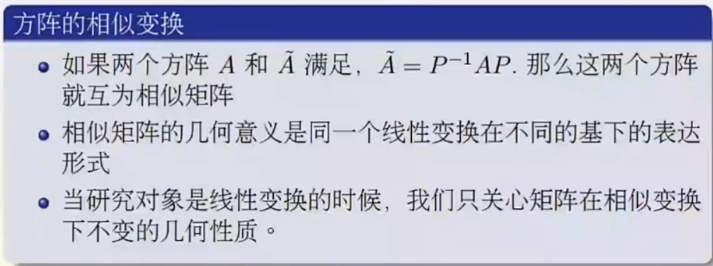 方阵的相似变换
如果两个方阵 A 和 Ã 满足，Ã = P⁻¹AP. 那么这两个方阵
就互为相似矩阵
相似矩阵的几何意义是同一个线性变换在不同的基下的表达
形式
当研究对象是线性变换的时候，我们只关心矩阵在相似变换
下不变的几何性质。